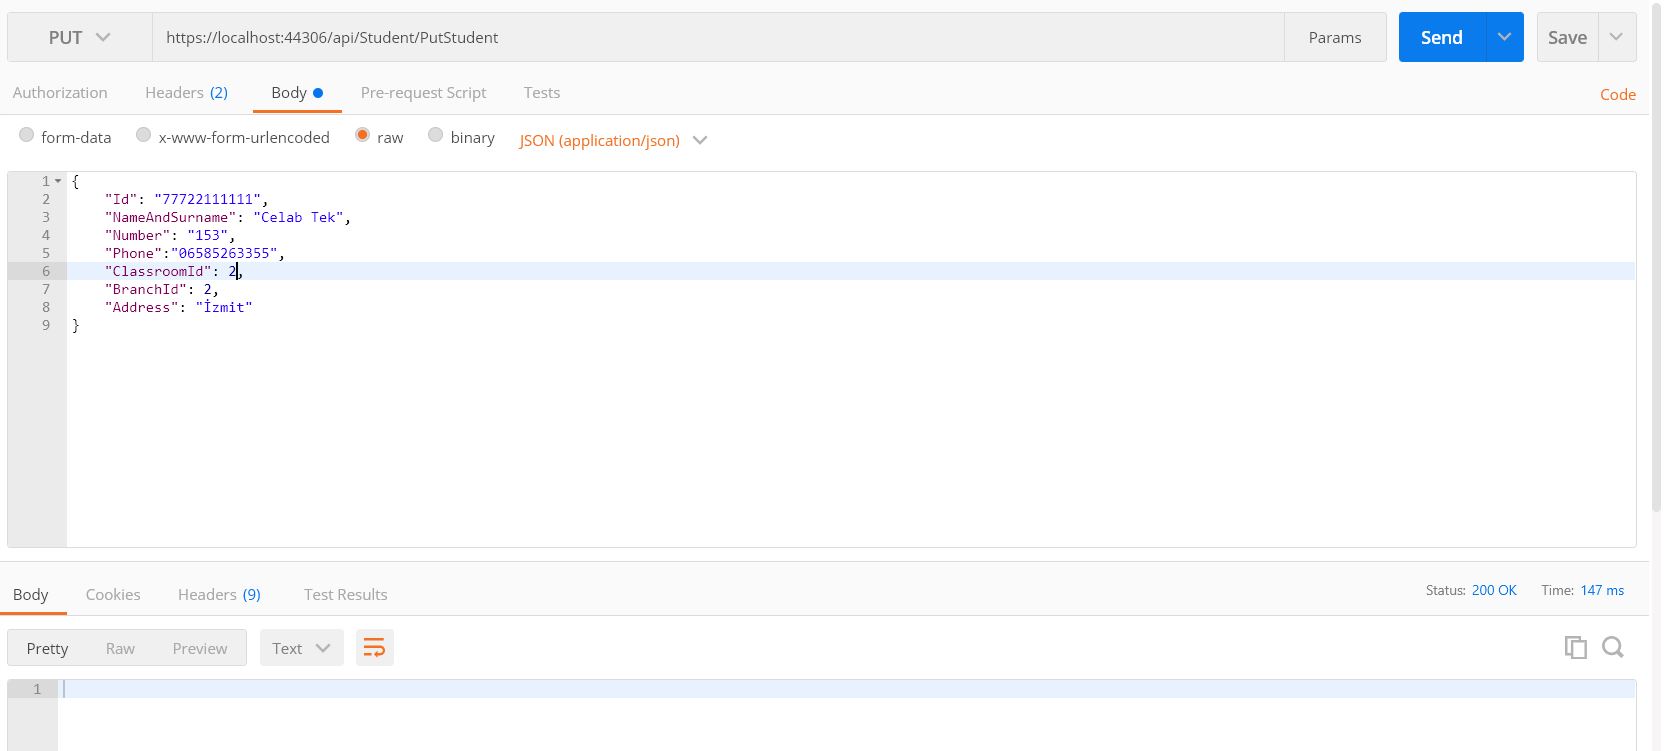 PUT https://localhost:44306/api/Student/PutStudent Params Send Save
Authorization Headers (2) Body Pre-request Script Tests Code
form-data x-www-form-urlencoded raw binary JSON (application/json)
1 {
2 "Id": "77722111111",
3 "NameAndSurname": "Celab Tek",
4 "Number": "153",
5 "Phone":"06585263355",
6 "ClassroomId": 2,
7 "BranchId": 2,
8 "Address": "İzmit"
9 }
Body Cookies Headers (9) Test Results Status: 200 OK Time: 147 ms
Pretty Raw Preview Text
1